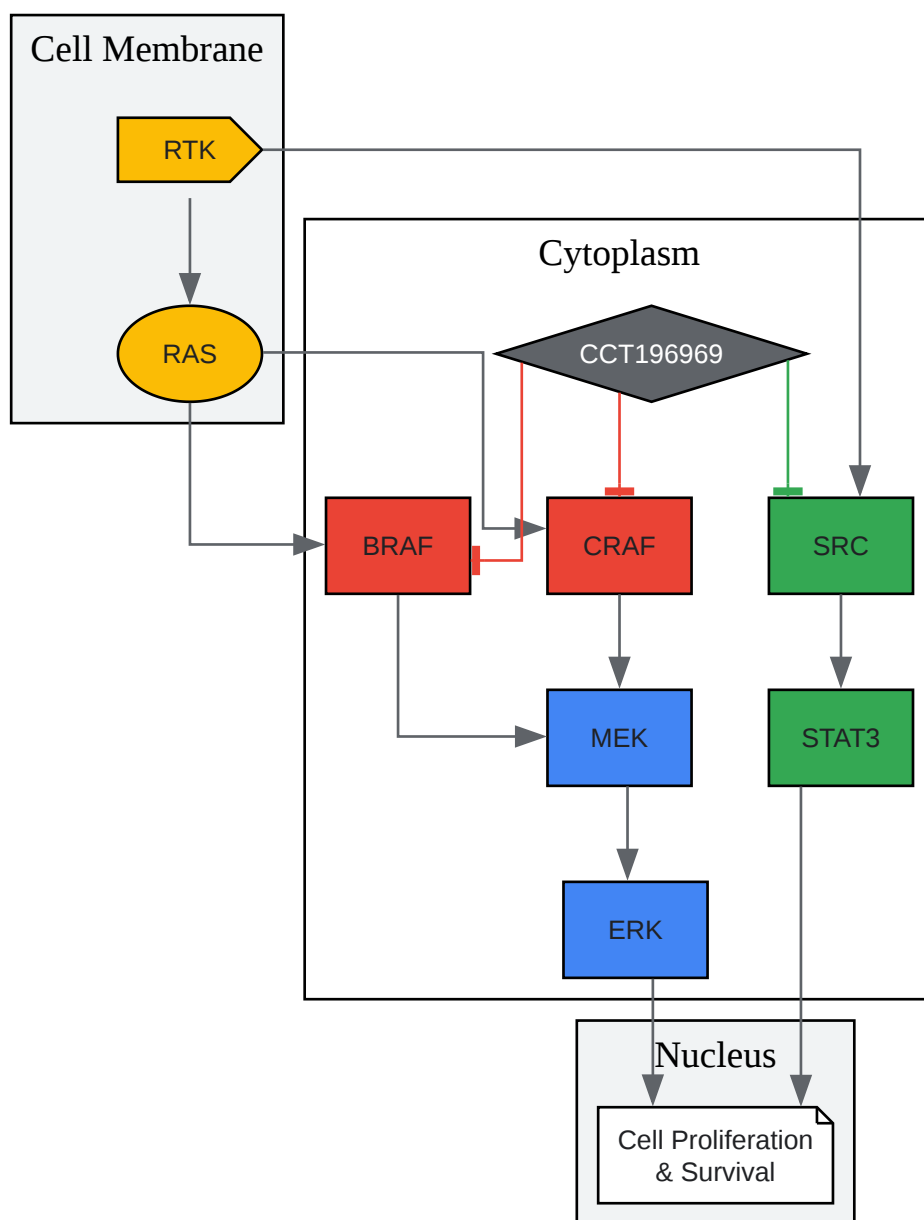 Cell Membrane
RTK
Cytoplasm
RAS
CCT196969
BRAF
CRAF
SRC
MEK
STAT3
ERK
Nucleus
Cell Proliferation
& Survival